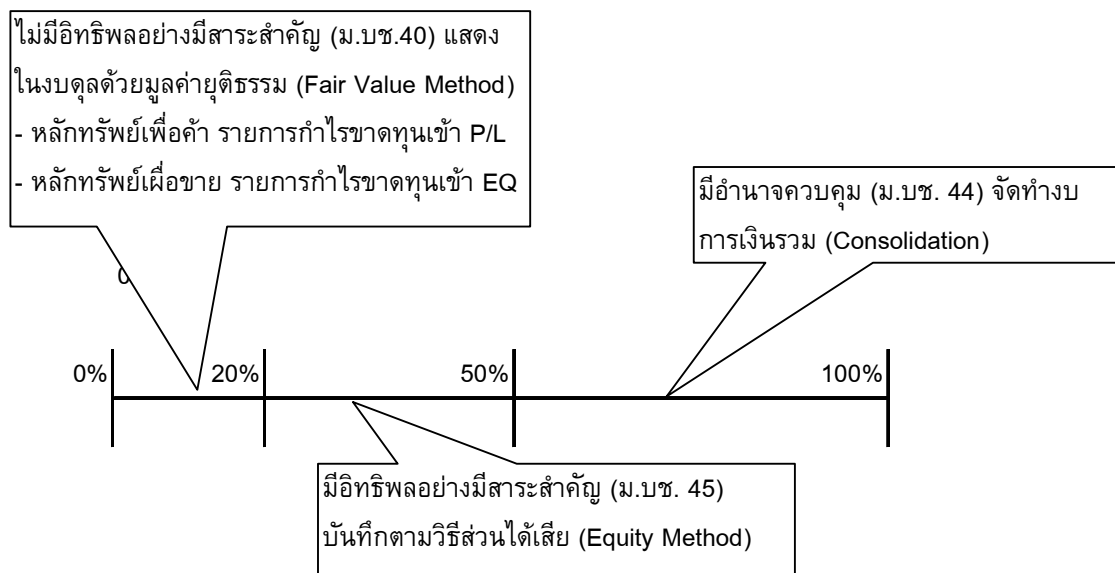 ไม่มีอิทธิพลอย่างมีสาระสำคัญ (ม.บช.40) แสดง
ในงบดุลด้วยมูลค่ายุติธรรม (Fair Value Method)
- หลักทรัพย์เพื่อค้า รายการกำไรขาดทุนเข้า P/L
- หลักทรัพย์เผื่อขาย รายการกำไรขาดทุนเข้า EQ
มีอำนาจควบคุม (ม.บช. 44) จัดทำงบ
การเงินรวม (Consolidation)
0
0% 20% 50% 100%
มีอิทธิพลอย่างมีสาระสำคัญ (ม.บช. 45)
บันทึกตามวิธีส่วนได้เสีย (Equity Method)